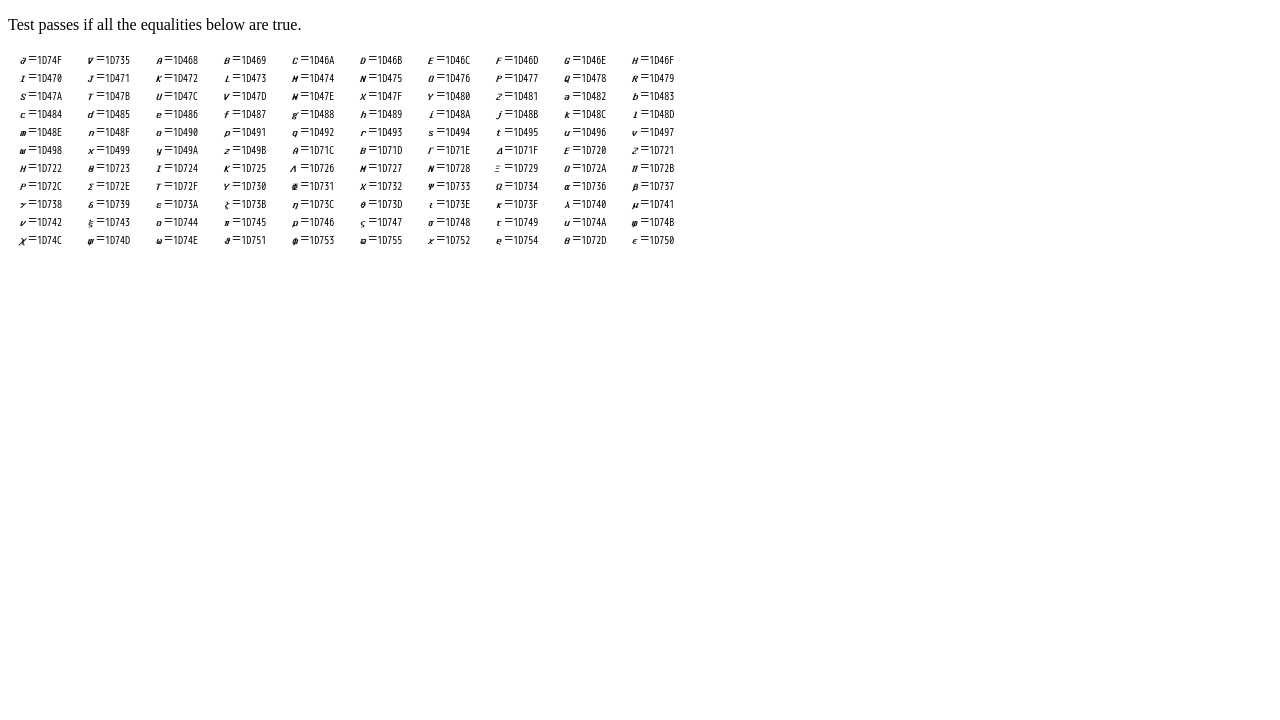 Test passes if all the equalities below are true.
𝝏=1D74F 𝜵=1D735 𝑨=1D468 𝑩=1D469 𝑪=1D46A 𝑫=1D46B 𝑬=1D46C 𝑭=1D46D 𝑮=1D46E 𝑯=1D46F
𝑰=1D470 𝑱=1D471 𝑲=1D472 𝑳=1D473 𝑴=1D474 𝑵=1D475 𝑶=1D476 𝑷=1D477 𝑸=1D478 𝑹=1D479
𝑺=1D47A 𝑻=1D47B 𝑼=1D47C 𝑽=1D47D 𝑾=1D47E 𝑿=1D47F 𝒀=1D480 𝒁=1D481 𝒂=1D482 𝒃=1D483
𝒄=1D484 𝒅=1D485 𝒆=1D486 𝒇=1D487 𝒈=1D488 𝒉=1D489 𝒊=1D48A 𝒋=1D48B 𝒌=1D48C 𝒍=1D48D
𝒎=1D48E 𝒏=1D48F 𝒐=1D490 𝒑=1D491 𝒒=1D492 𝒓=1D493 𝒔=1D494 𝒕=1D495 𝒖=1D496 𝒗=1D497
𝒘=1D498 𝒙=1D499 𝒚=1D49A 𝒛=1D49B 𝜜=1D71C 𝜝=1D71D 𝜞=1D71E 𝜟=1D71F 𝜠=1D720 𝜡=1D721
𝜢=1D722 𝜣=1D723 𝜤=1D724 𝜥=1D725 𝜦=1D726 𝜧=1D727 𝜨=1D728 𝜩=1D729 𝜪=1D72A 𝜫=1D72B
𝜬=1D72C 𝜮=1D72E 𝜯=1D72F 𝜰=1D730 𝜱=1D731 𝜲=1D732 𝜳=1D733 𝜴=1D734 𝜶=1D736 𝜷=1D737
𝜸=1D738 𝜹=1D739 𝜺=1D73A 𝜻=1D73B 𝜼=1D73C 𝜽=1D73D 𝜾=1D73E 𝜿=1D73F 𝝀=1D740 𝝁=1D741
𝝂=1D742 𝝃=1D743 𝝄=1D744 𝝅=1D745 𝝆=1D746 𝝇=1D747 𝝈=1D748 𝝉=1D749 𝝊=1D74A 𝝋=1D74B
𝝌=1D74C 𝝍=1D74D 𝝎=1D74E 𝝑=1D751 𝝓=1D753 𝝕=1D755 𝝒=1D752 𝝔=1D754 𝜭=1D72D 𝝐=1D750